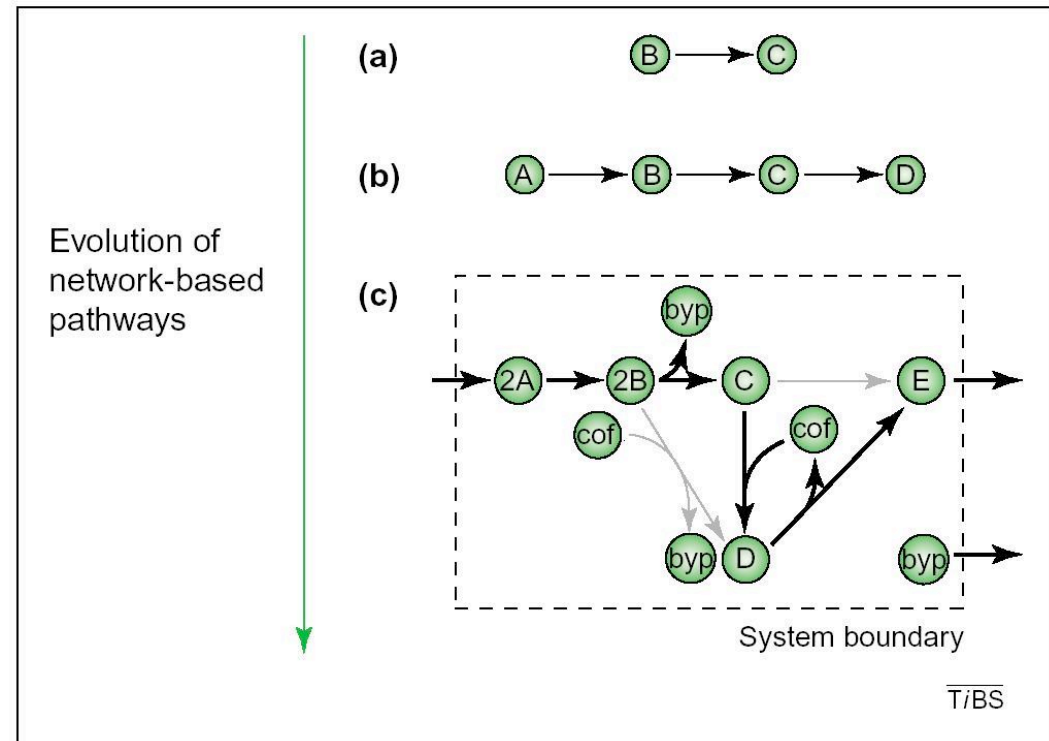 Evolution of
network-based
pathways
(a)
B C
(b)
A B C D
(c)
byp
2A 2B C E
cof cof
byp D byp
System boundary
TiBS